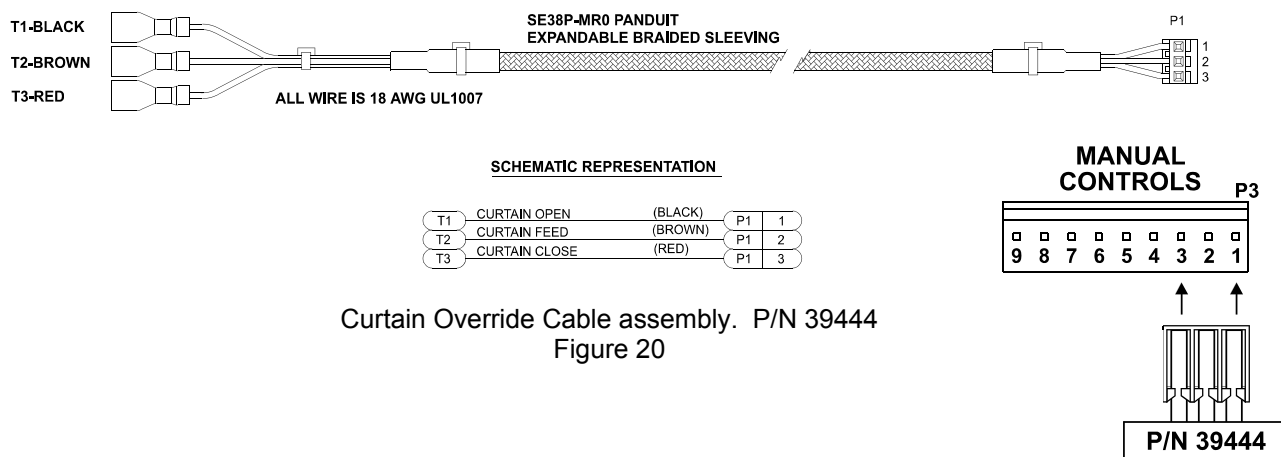 T1-BLACK
T2-BROWN
T3-RED
SE38P-MR0 PANDUIT
EXPANDABLE BRAIDED SLEEVING
ALL WIRE IS 18 AWG UL1007
P1
1
2
3
SCHEMATIC REPRESENTATION
T1 CURTAIN OPEN (BLACK) P1 1
T2 CURTAIN FEED (BROWN) P1 2
T3 CURTAIN CLOSE (RED) P1 3
Curtain Override Cable assembly. P/N 39444
Figure 20
MANUAL
CONTROLS
P3
9 8 7 6 5 4 3 2 1
P/N 39444